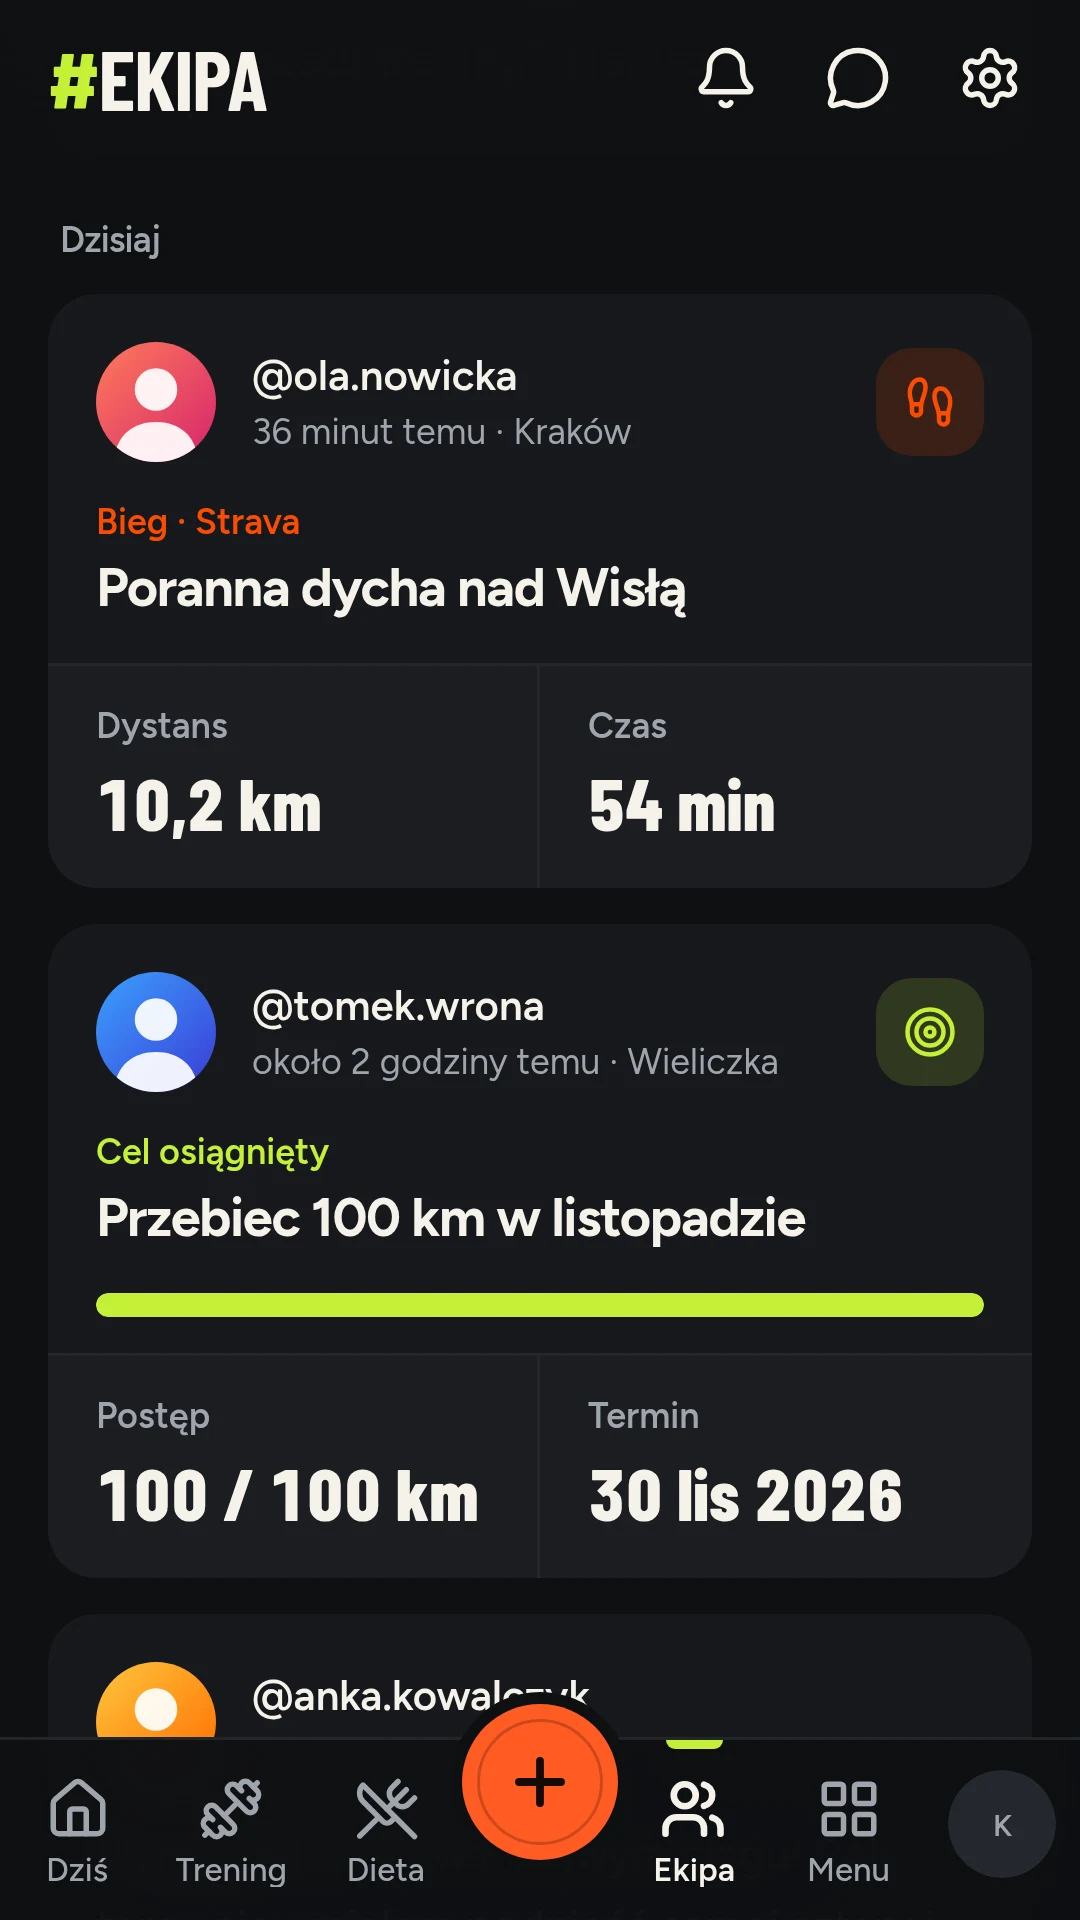 #EKIPA
Dzisiaj
@ola.nowicka
36 minut temu · Kraków
Bieg · Strava
Poranna dycha nad Wisłą
Dystans
Czas
10,2 km
54 min
@tomek.wrona
około 2 godziny temu · Wieliczka
Cel osiągnięty
Przebiec 100 km w listopadzie
Postęp
Termin
100 / 100 km
30 lis 2026
@anka.kowalczyk
Dziś
Trening
Dieta
Ekipa
Menu
K